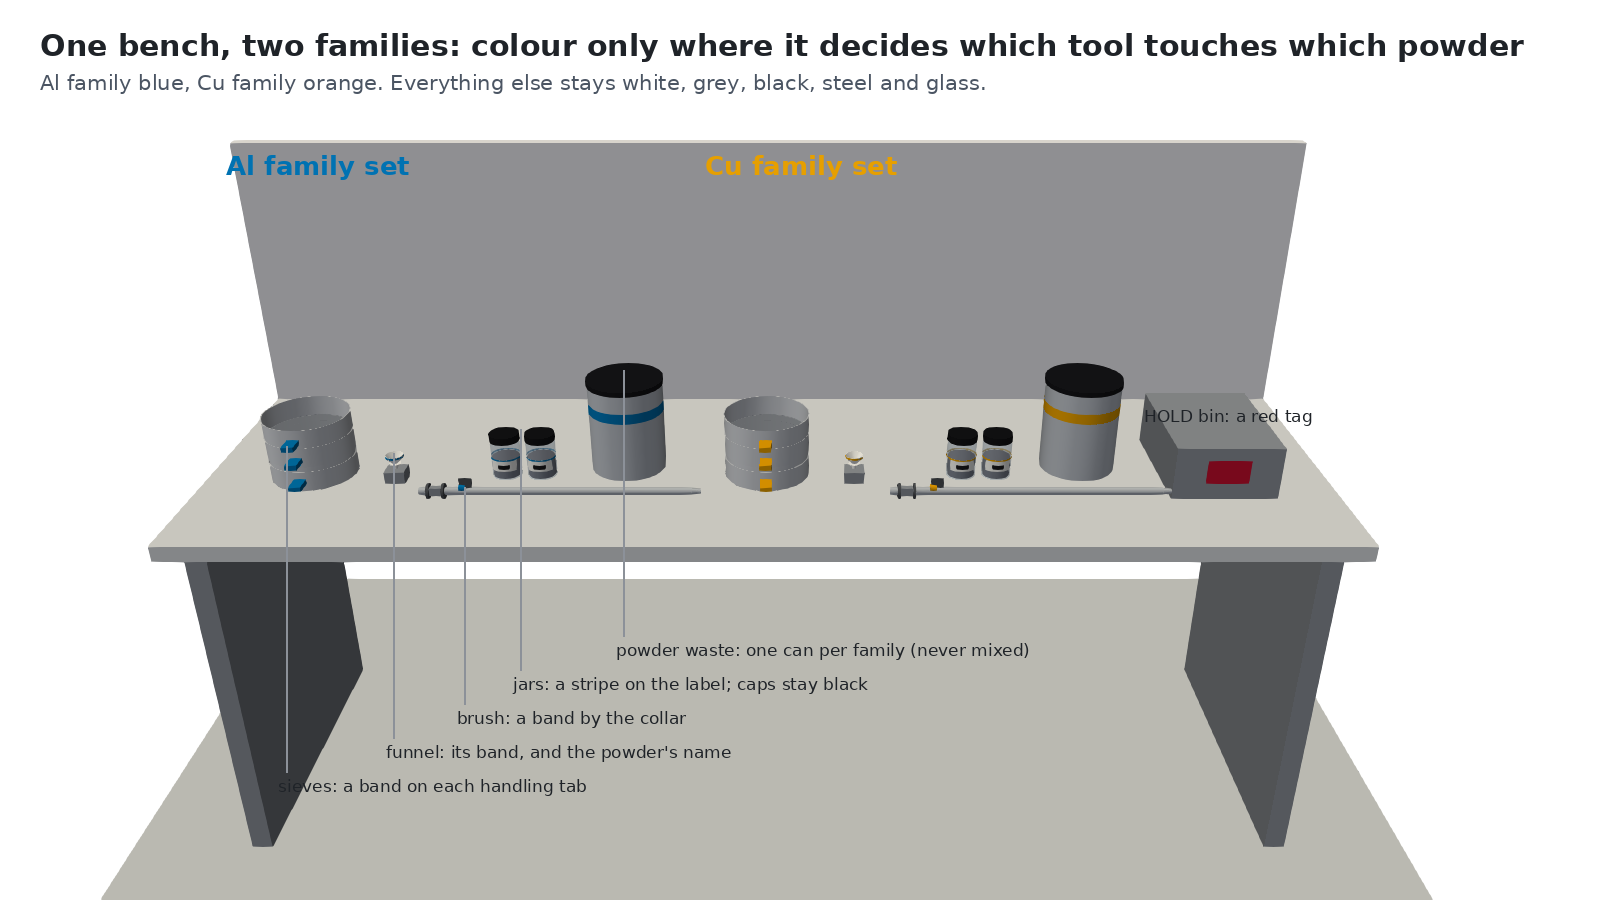 One bench, two families: colour only where it decides which tool touches which powder
Al family blue, Cu family orange. Everything else stays white, grey, black, steel and glass.
Al family set
Cu family set
HOLD bin: a red tag
powder waste: one can per family (never mixed)
jars: a stripe on the label; caps stay black
brush: a band by the collar
funnel: its band, and the powder's name
sieves: a band on each handling tab